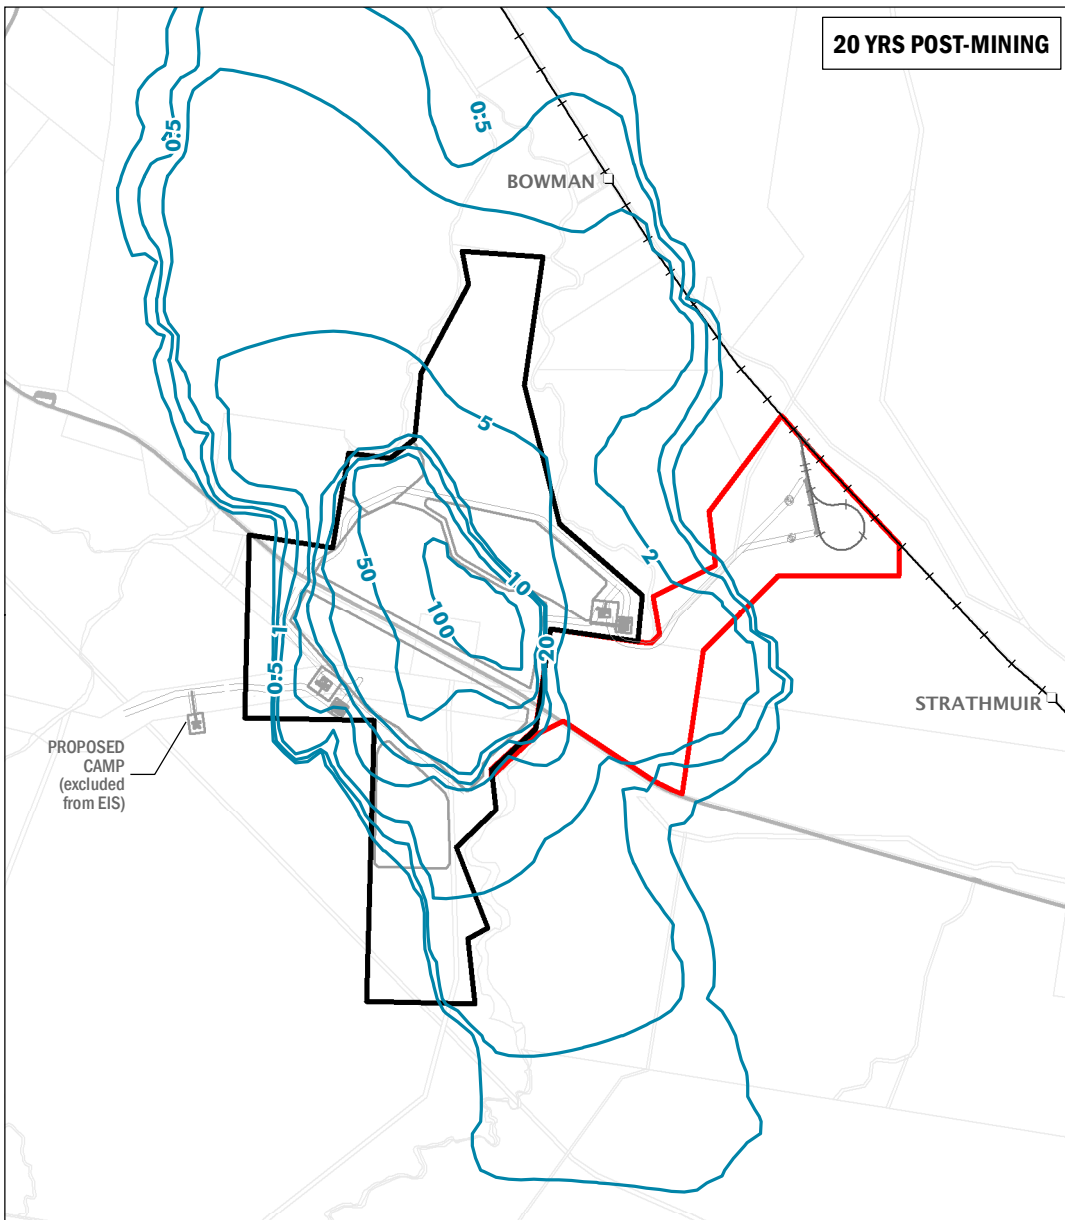 20 YRS POST-MINING
0.5
0.5
BOWMAN
5
2
50
10
100
20
1
0.5
STRATHMUIR
PROPOSED
CAMP
(excluded
from EIS)